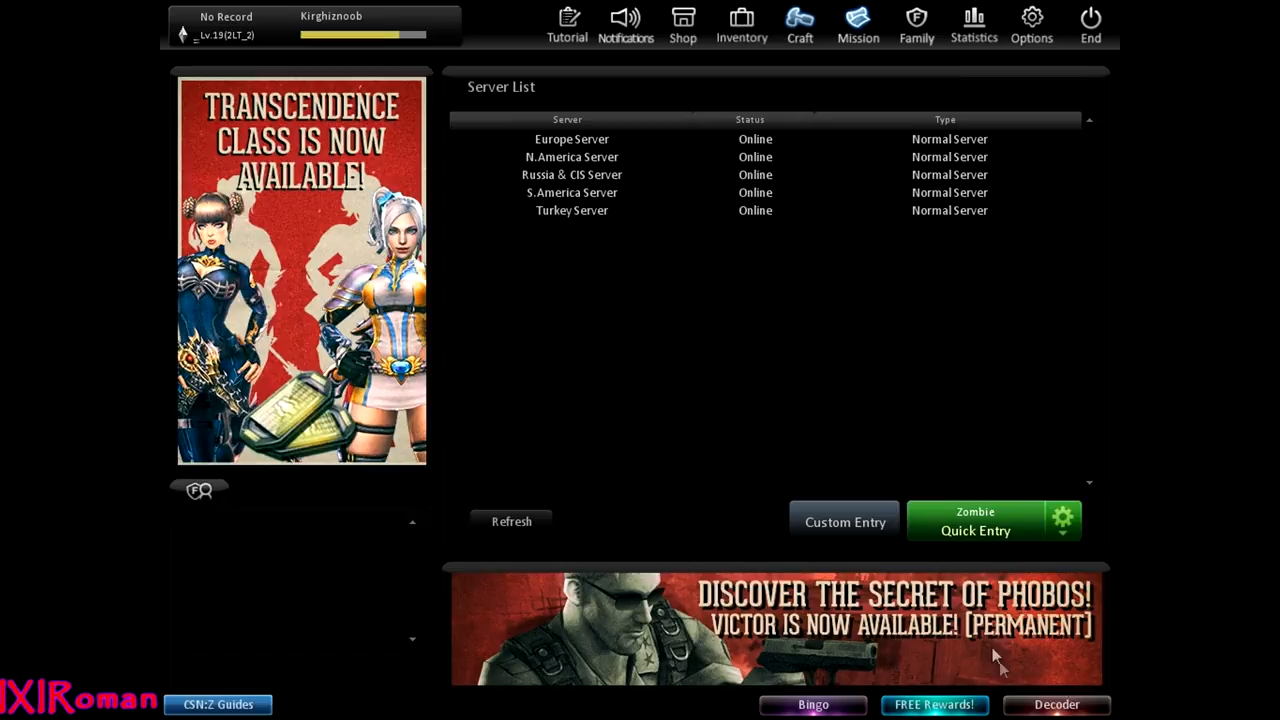 No Record
Kirghiznoob
Lv.19(2LT_2)
Tutorial
Notifications
Shop
Inventory
Craft
Mission
Family
Statistics
Options
End
TRANSCENDENCE
CLASS IS NOW
AVAILABLE!
Server List
Server Status Type
Europe Server Online Normal Server
N.America Server Online Normal Server
Russia & CIS Server Online Normal Server
S.America Server Online Normal Server
Turkey Server Online Normal Server
Refresh
Custom Entry
Zombie
Quick Entry
DISCOVER THE SECRET OF PHOBOS!
VICTOR IS NOW AVAILABLE! [PERMANENT]
IXIRoman
CSN:Z Guides
Bingo
FREE Rewards!
Decoder